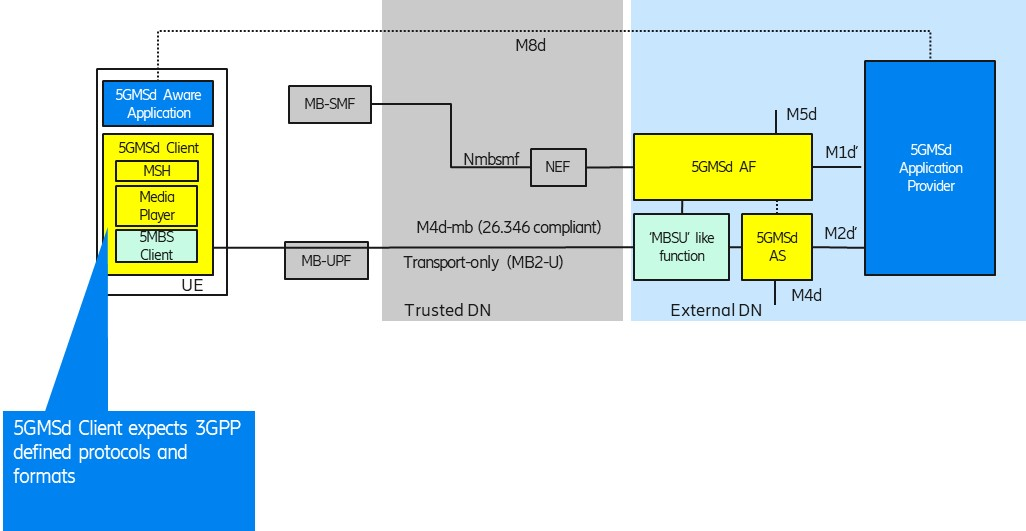 M8d
5GMSd Aware
Application
5GMSd Client
MSH
Media
Player
5MBS
Client
UE
MB-SMF
MB-UPF
Nmbsmf
NEF
M4d-mb (26.346 compliant)
Transport-only (MB2-U)
Trusted DN
M5d
5GMSd AF
M1d'
'MBSU' like
function
5GMSd
AS
M2d'
M4d
External DN
5GMSd
Application
Provider
5GMSd Client expects 3GPP
defined protocols and
formats